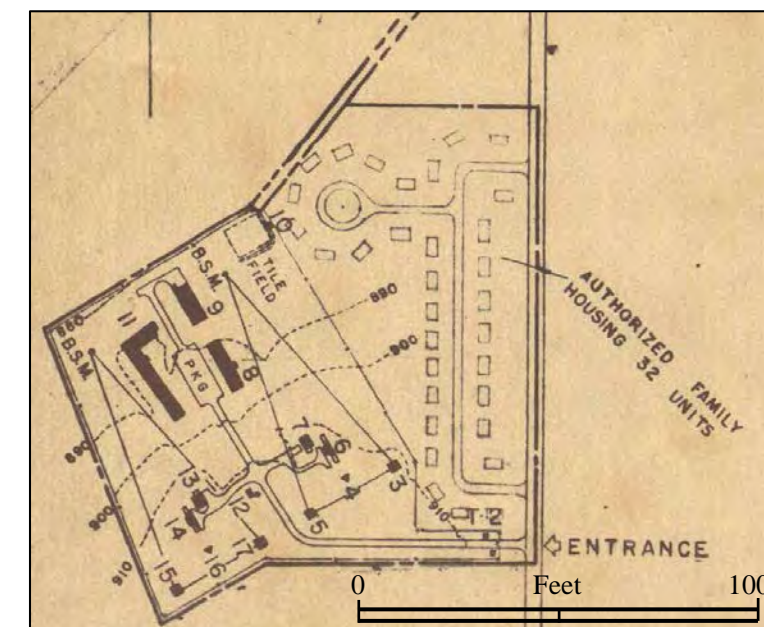 10
TILE
FIELD
B.S.M.
9
860
B.S.M.
11
PKG
8
890
900
AUTHORIZED FAMILY
HOUSING 32
UNITS
890
900
910
7
6
4
3
5
13
14
12
16
17
15
910
T-2
ENTRANCE
0 Feet 100